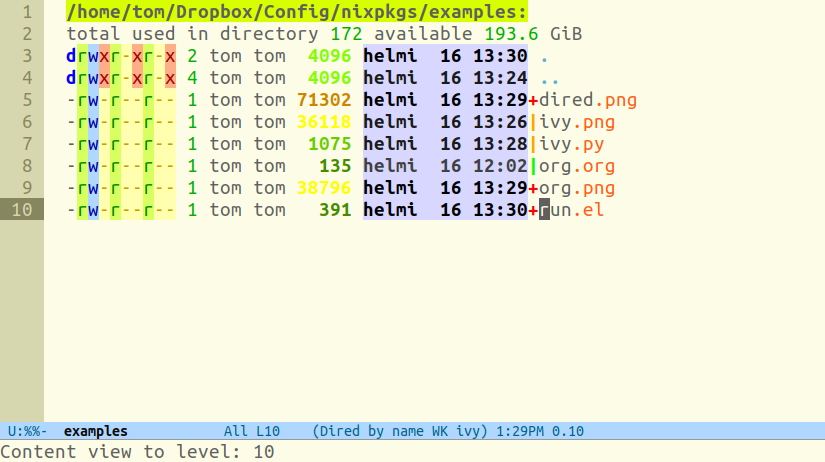 1 /home/tom/Dropbox/Config/nixpkgs/examples:
2 total used in directory 172 available 193.6 GiB
3 drwxr-xr-x 2 tom tom  4096 helmi  16 13:30 .
4 drwxr-xr-x 4 tom tom  4096 helmi  16 13:24 ..
5 -rw-r--r-- 1 tom tom 71302 helmi  16 13:29+dired.png
6 -rw-r--r-- 1 tom tom 36118 helmi  16 13:26|ivy.png
7 -rw-r--r-- 1 tom tom  1075 helmi  16 13:28|ivy.py
8 -rw-r--r-- 1 tom tom   135 helmi  16 12:02|org.org
9 -rw-r--r-- 1 tom tom 38796 helmi  16 13:29+org.png
10 -rw-r--r-- 1 tom tom   391 helmi  16 13:30+run.el
U:%%-  examples  All L10  (Dired by name WK ivy) 1:29PM 0.10
Content view to level: 10